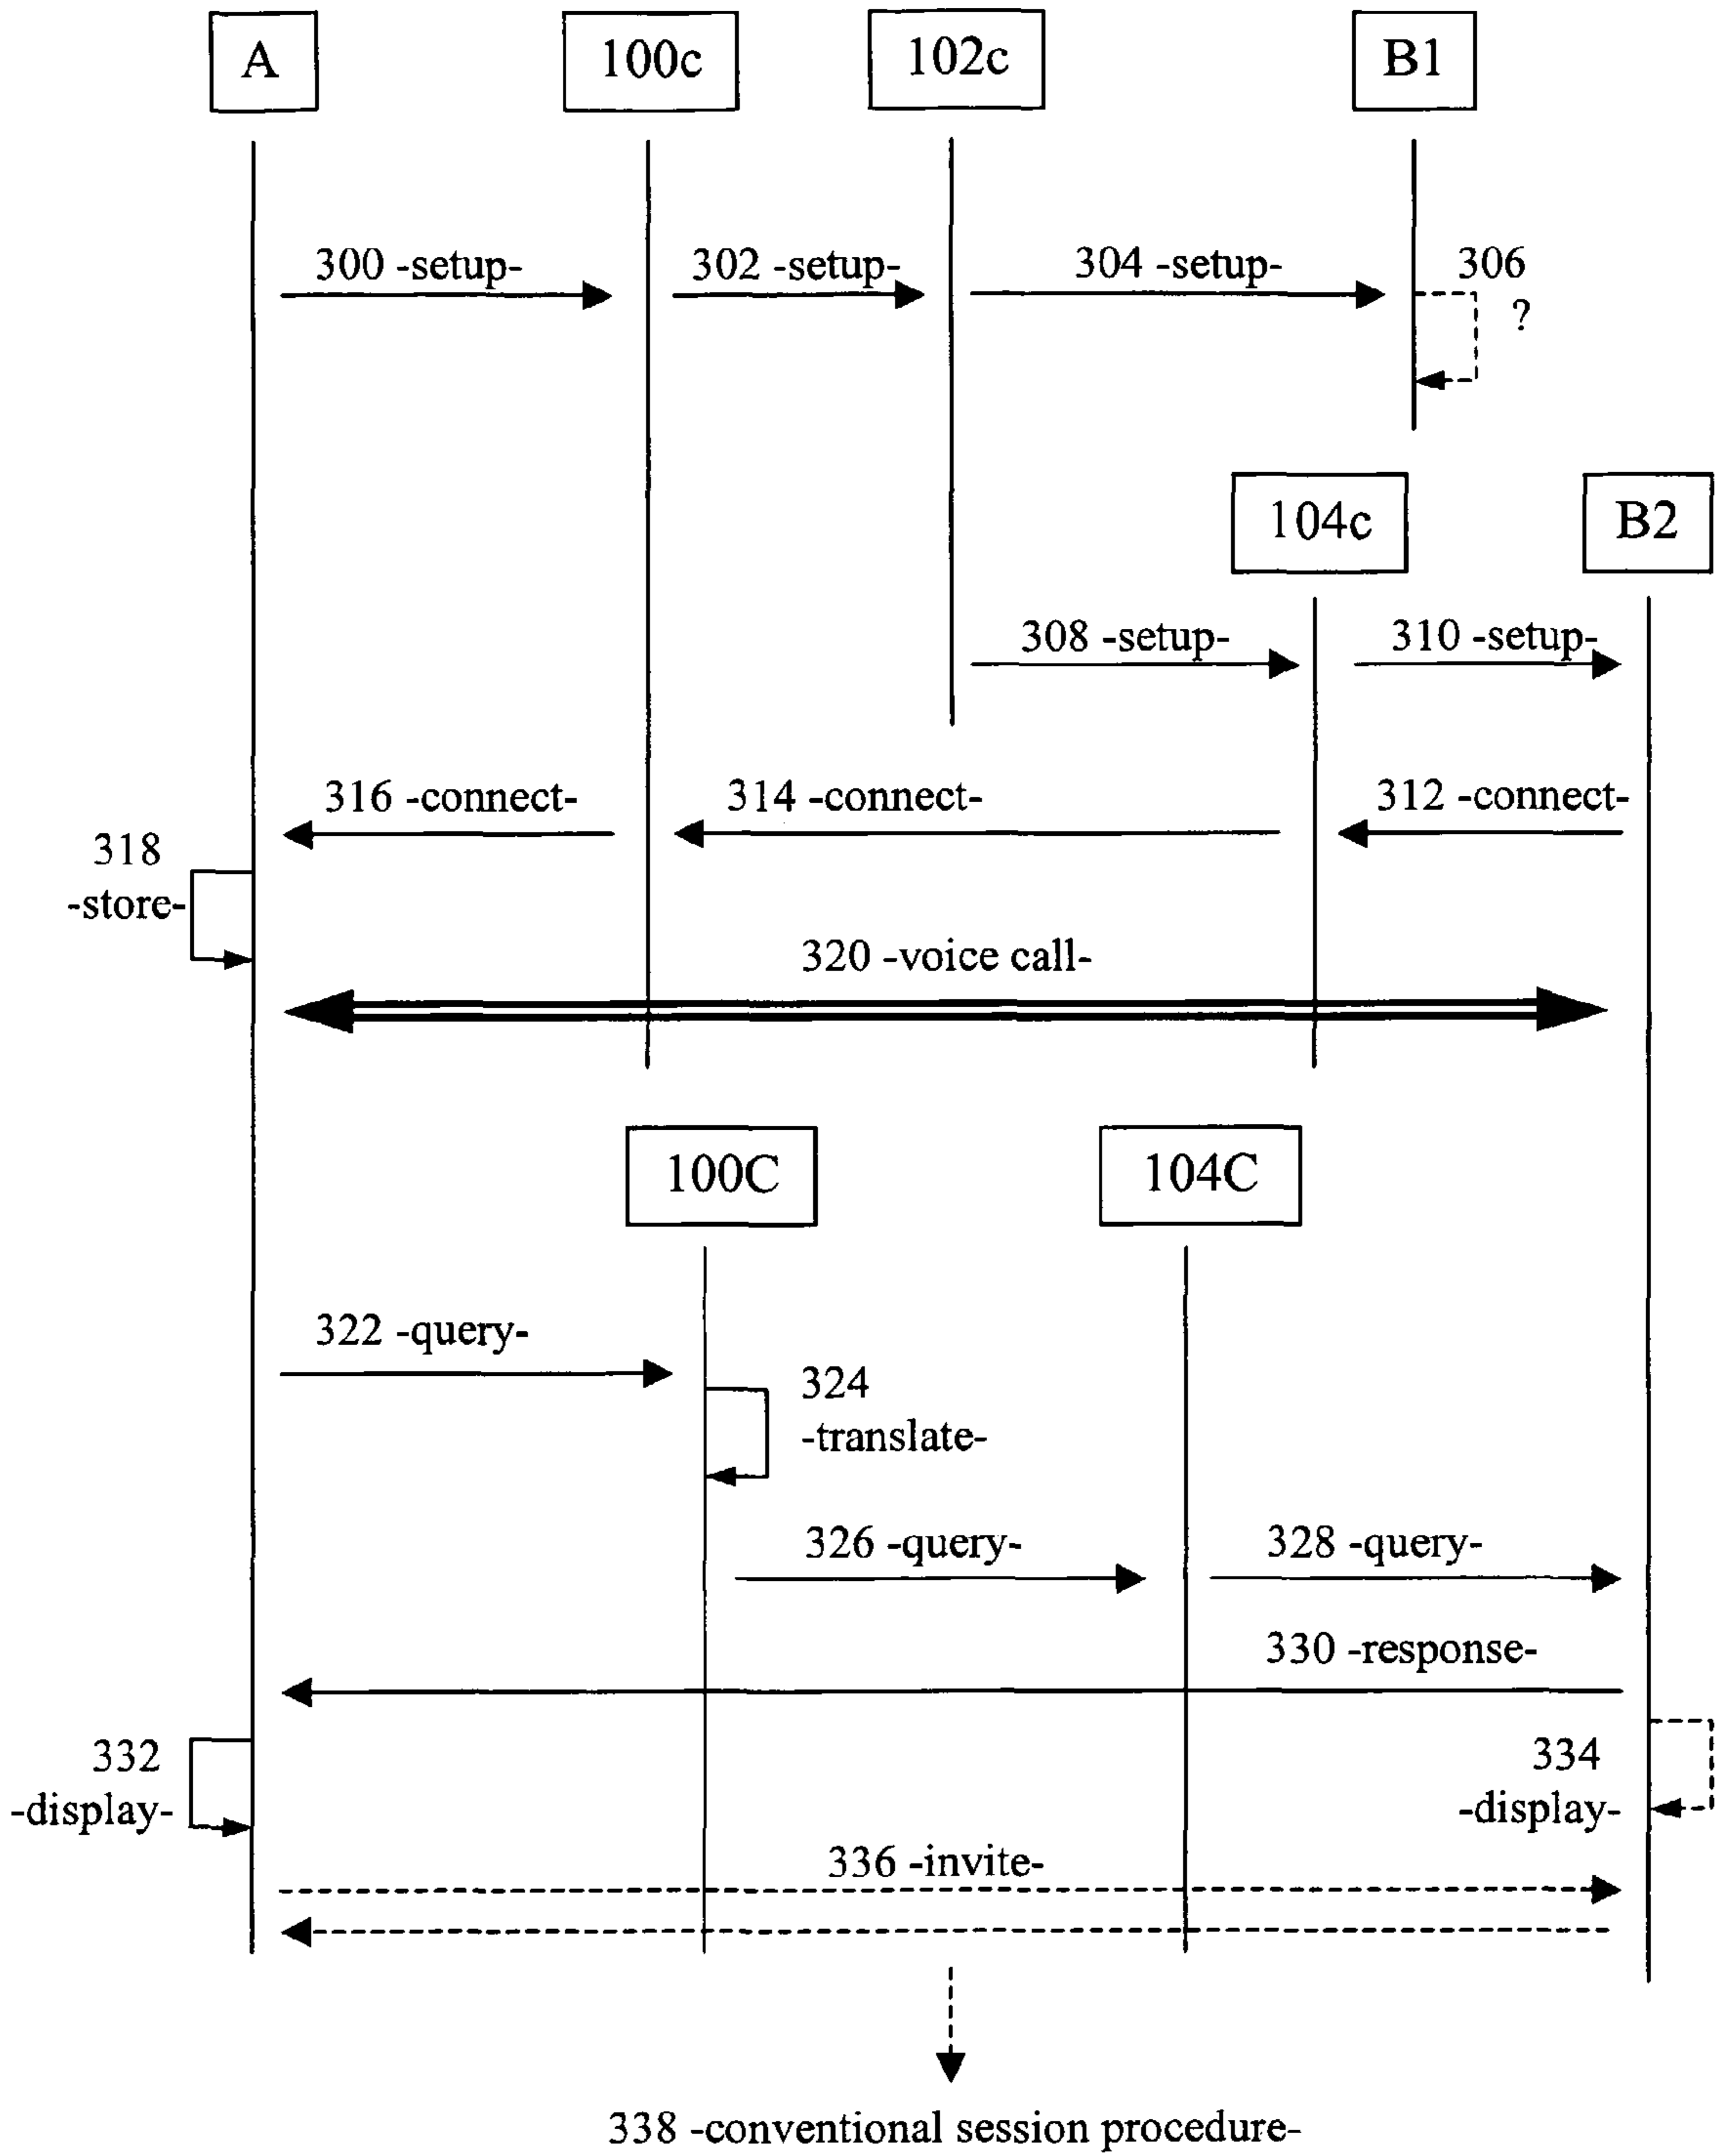 A
100c
102c
B1
300 -setup-
302 -setup-
304 -setup-
306
?
104c
B2
308 -setup-
310 -setup-
316 -connect-
314 -connect-
312 -connect-
318
-store-
320 -voice call-
100C
104C
322 -query-
324
-translate-
326 -query-
328 -query-
330 -response-
332
-display-
334
-display-
336 -invite-
338 -conventional session procedure-